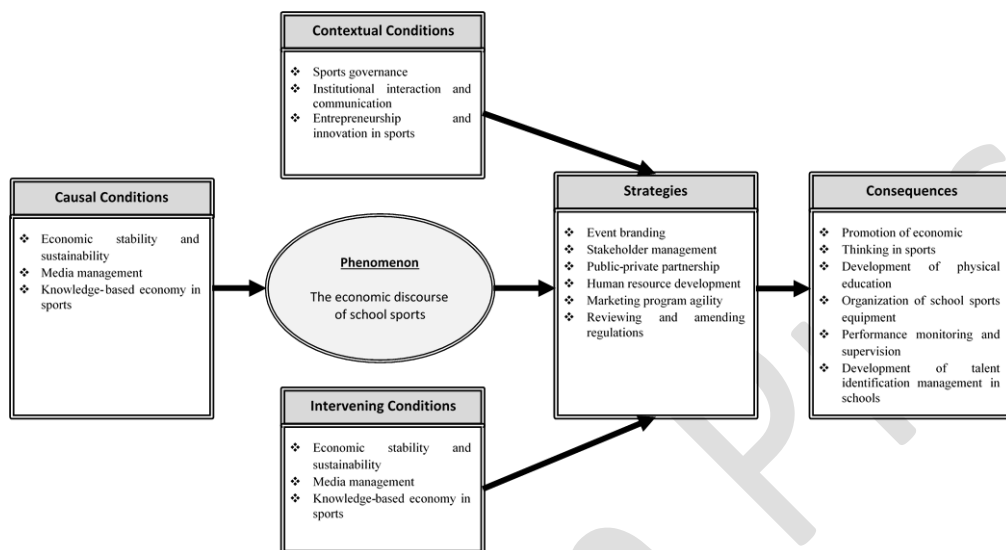 Contextual Conditions
❖ Sports governance
❖ Institutional interaction and
communication
❖ Entrepreneurship and
innovation in sports
Causal Conditions
❖ Economic stability and
sustainability
❖ Media management
❖ Knowledge-based economy in
sports
Phenomenon
The economic discourse
of school sports
Intervening Conditions
❖ Economic stability and
sustainability
❖ Media management
❖ Knowledge-based economy in
sports
Strategies
❖ Event branding
❖ Stakeholder management
❖ Public-private partnership
❖ Human resource development
❖ Marketing program agility
❖ Reviewing and amending
regulations
Consequences
❖ Promotion of economic
❖ Thinking in sports
❖ Development of physical
education
❖ Organization of school sports
equipment
❖ Performance monitoring and
supervision
❖ Development of talent
identification management in
schools